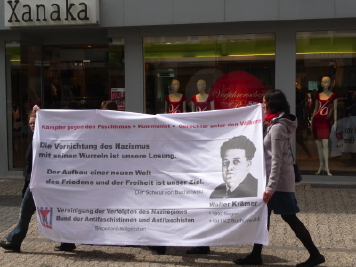 Xanaka
Kämpfer gegen den Faschismus • Kommunist • Gerechter unter den Völkern
Die Vernichtung des Nazismus
mit seinen Wurzeln ist unsere Losung.
Der Aufbau einer neuen Welt
des Friedens und der Freiheit ist unser Ziel.
Der Schwur von Buchenwald
Walter Krämer
Vereinigung der Verfolgten des Naziregimes
Bund der Antifaschistinnen und Antifaschisten